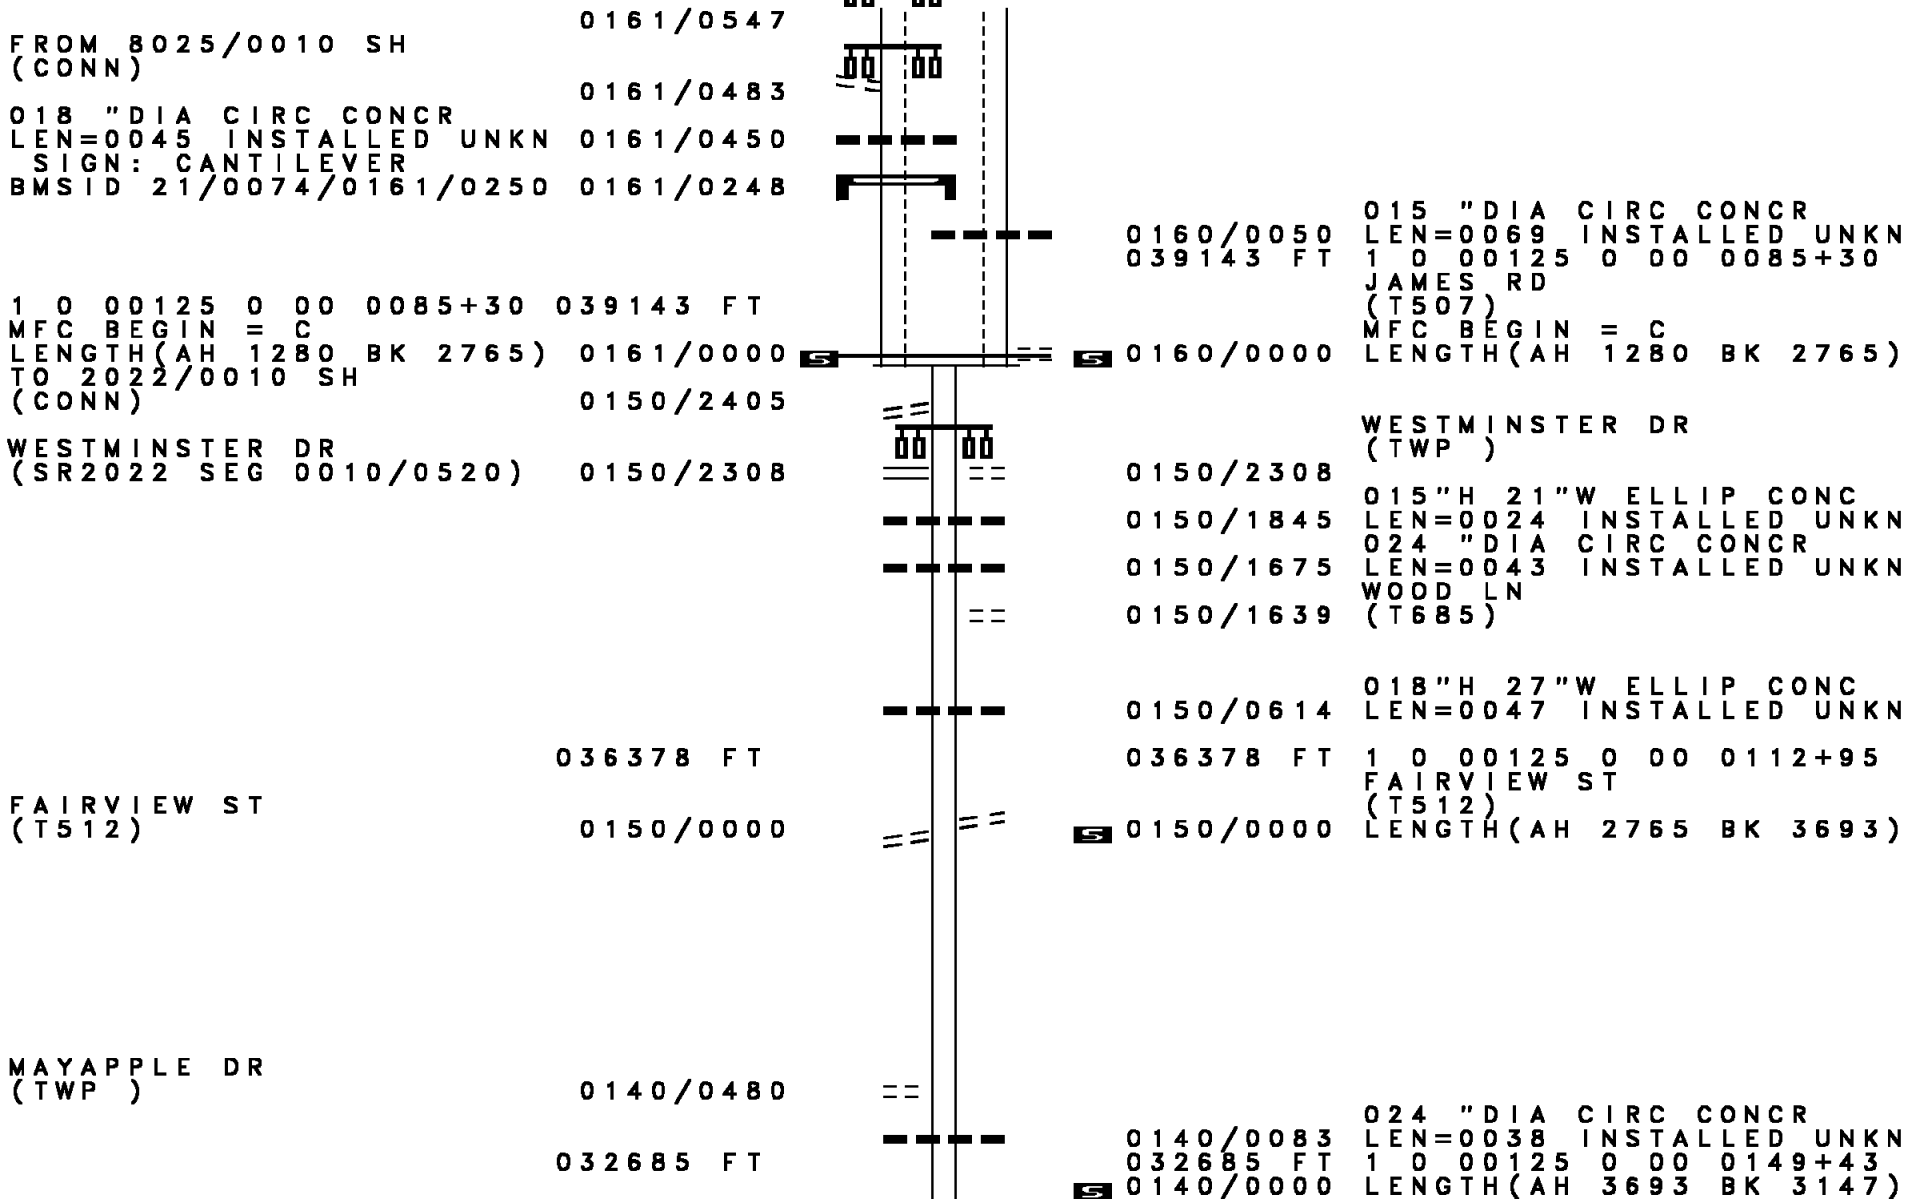 0161/0547
FROM 8025/0010 SH
(CONN)
0161/0483
018 "DIA CIRC CONCR
LEN=0045 INSTALLED UNKN 0161/0450
SIGN: CANTILEVER
BMSID 21/0074/0161/0250 0161/0248
015 "DIA CIRC CONCR
0160/0050 LEN=0069 INSTALLED UNKN
039143 FT 1 0 00125 0 00 0085+30
JAMES RD
1 0 00125 0 00 0085+30 039143 FT
(T507)
MFC BEGIN = C
MFC BEGIN = C
LENGTH(AH 1280 BK 2765) 0161/0000 S
S 0160/0000 LENGTH(AH 1280 BK 2765)
TO 2022/0010 SH
(CONN) 0150/2405
WESTMINSTER DR
(TWP )
WESTMINSTER DR
(SR2022 SEG 0010/0520) 0150/2308
0150/2308
015"H 21"W ELLIP CONC
0150/1845 LEN=0024 INSTALLED UNKN
024 "DIA CIRC CONCR
0150/1675 LEN=0043 INSTALLED UNKN
WOOD LN
0150/1639 (T685)
018"H 27"W ELLIP CONC
0150/0614 LEN=0047 INSTALLED UNKN
036378 FT
036378 FT 1 0 00125 0 00 0112+95
FAIRVIEW ST
FAIRVIEW ST
(T512)
(T512) 0150/0000
S 0150/0000 LENGTH(AH 2765 BK 3693)
MAYAPPLE DR
(TWP ) 0140/0480
024 "DIA CIRC CONCR
0140/0083 LEN=0038 INSTALLED UNKN
032685 FT
032685 FT 1 0 00125 0 00 0149+43
S 0140/0000 LENGTH(AH 3693 BK 3147)